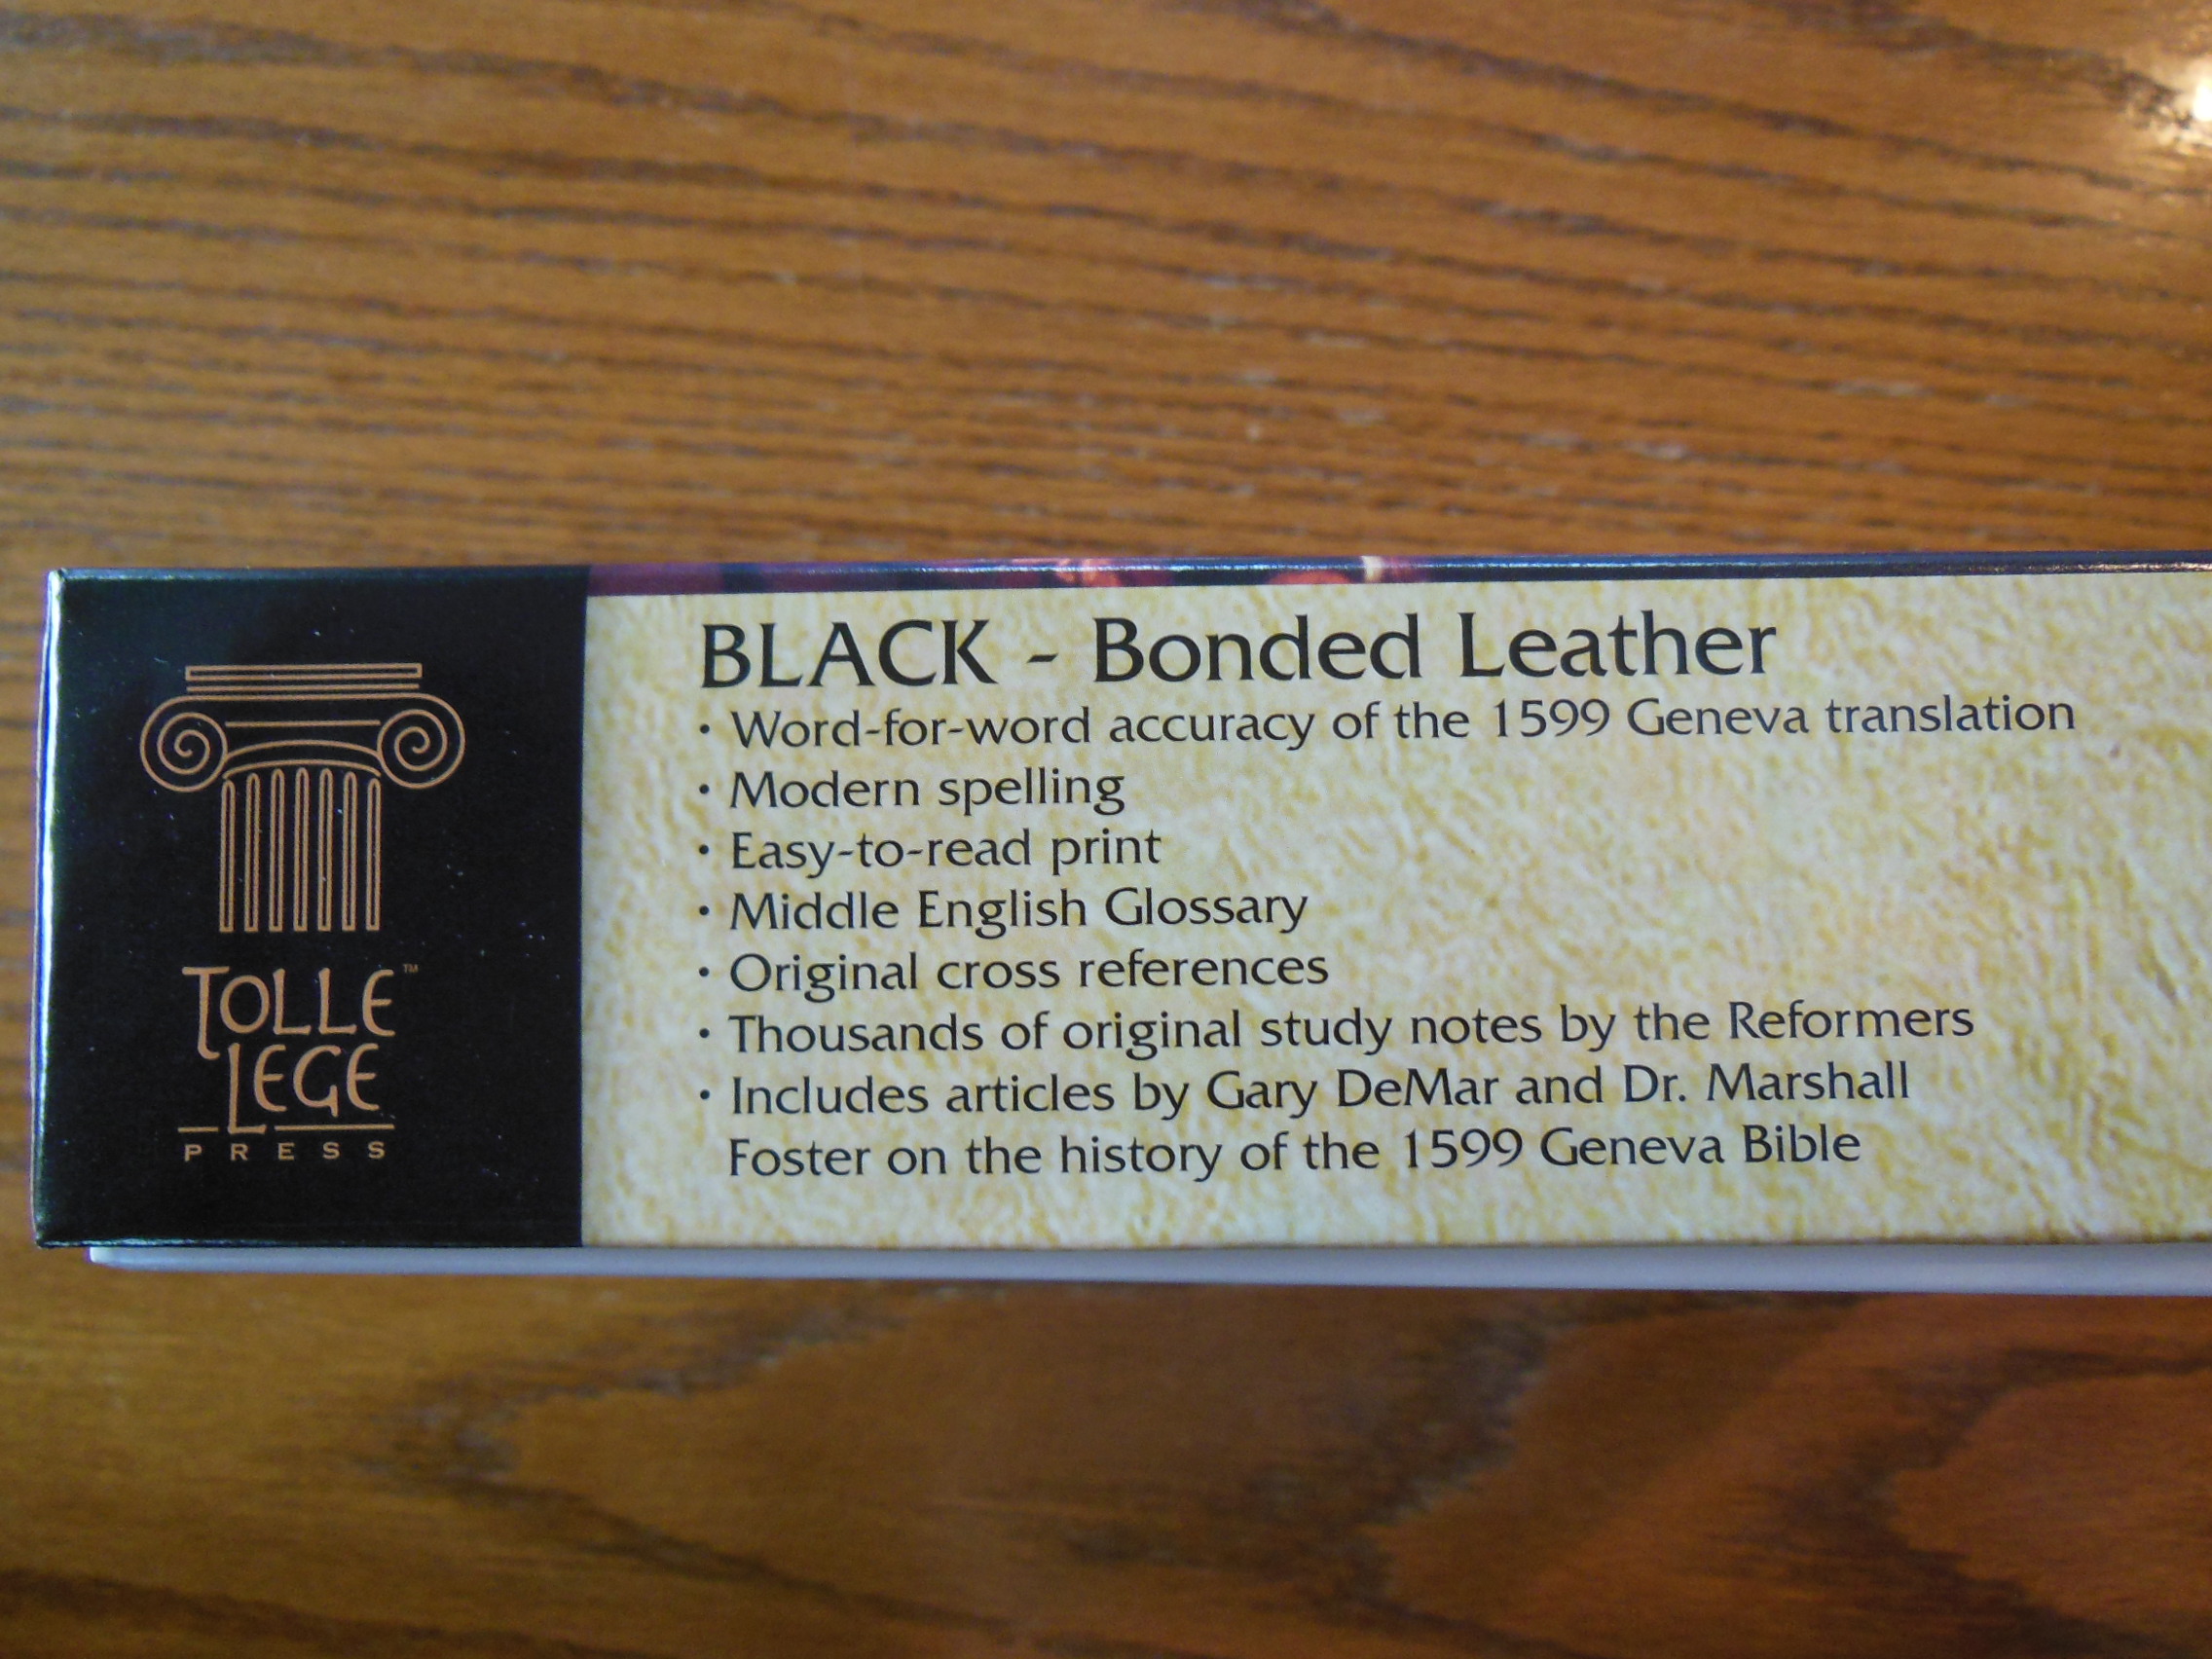 TOLLE™
LEGE
PRESS
BLACK - Bonded Leather
• Word-for-word accuracy of the 1599 Geneva translation
• Modern spelling
• Easy-to-read print
• Middle English Glossary
• Original cross references
• Thousands of original study notes by the Reformers
• Includes articles by Gary DeMar and Dr. Marshall
Foster on the history of the 1599 Geneva Bible